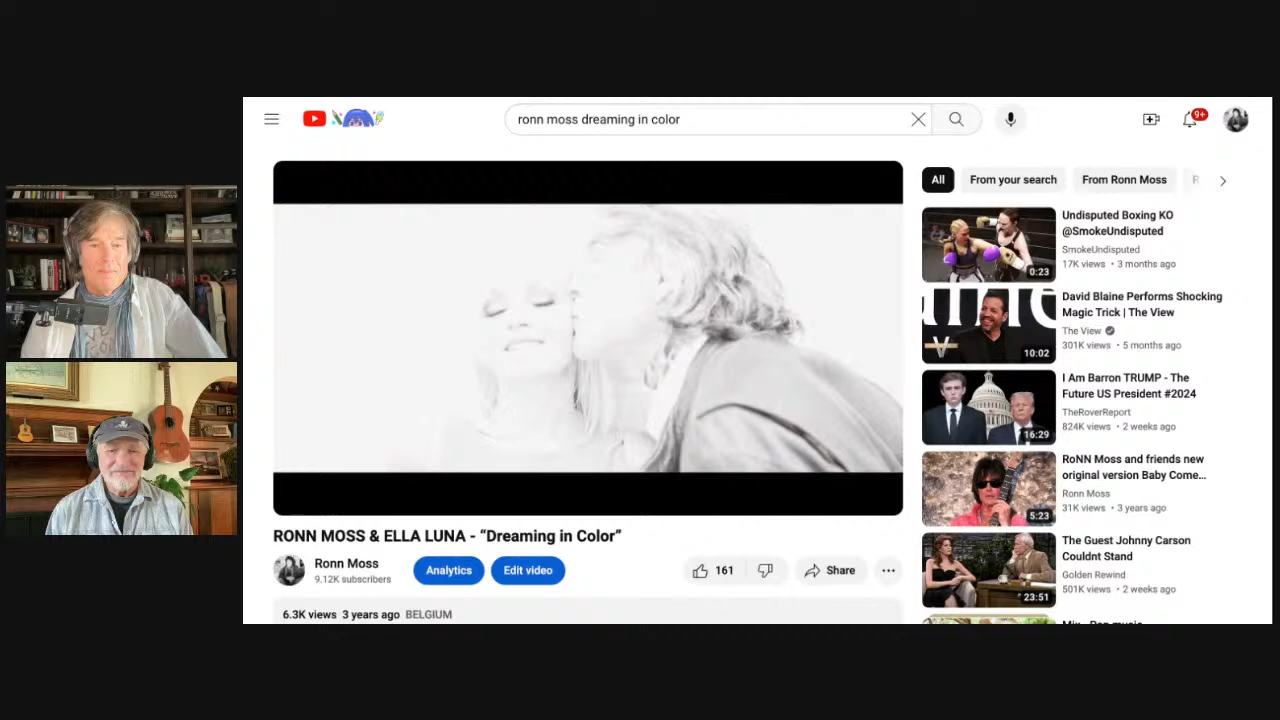 ronn moss dreaming in color
9+
All
From your search
From Ronn Moss
R
Undisputed Boxing KO
@SmokeUndisputed
SmokeUndisputed
17K views • 3 months ago
0:23
David Blaine Performs Shocking
Magic Trick | The View
The View
301K views • 5 months ago
10:02
I Am Barron TRUMP - The
Future US President #2024
TheRoverReport
824K views • 2 weeks ago
16:29
RoNN Moss and friends new
original version Baby Come...
Ronn Moss
31K views • 3 years ago
5:23
The Guest Johnny Carson
Couldnt Stand
Golden Rewind
501K views • 2 weeks ago
23:51
RONN MOSS & ELLA LUNA - “Dreaming in Color”
Ronn Moss
9.12K subscribers
Analytics
Edit video
161
Share
6.3K views 3 years ago BELGIUM